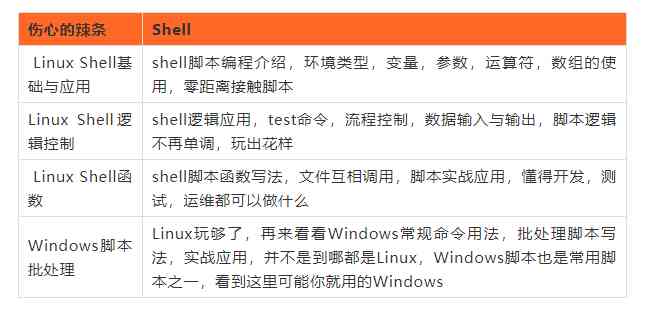 伤心的辣条 Shell
Linux Shell基
础与应用
shell脚本编程介绍，环境类型，变量，参数，运算符，数组的使
用，零距离接触脚本
Linux Shell逻
辑控制
shell逻辑应用，test命令，流程控制，数据输入与输出，脚本逻辑
不再单调，玩出花样
Linux Shell函
数
shell脚本函数写法，文件互相调用，脚本实战应用，懂得开发，测
试，运维都可以做什么
Windows脚本
批处理
Linux玩够了，再来看看Windows常规命令用法，批处理脚本写
法，实战应用，并不是到哪都是Linux，Windows脚本也是常用脚
本之一，看到这里可能你就用的Windows